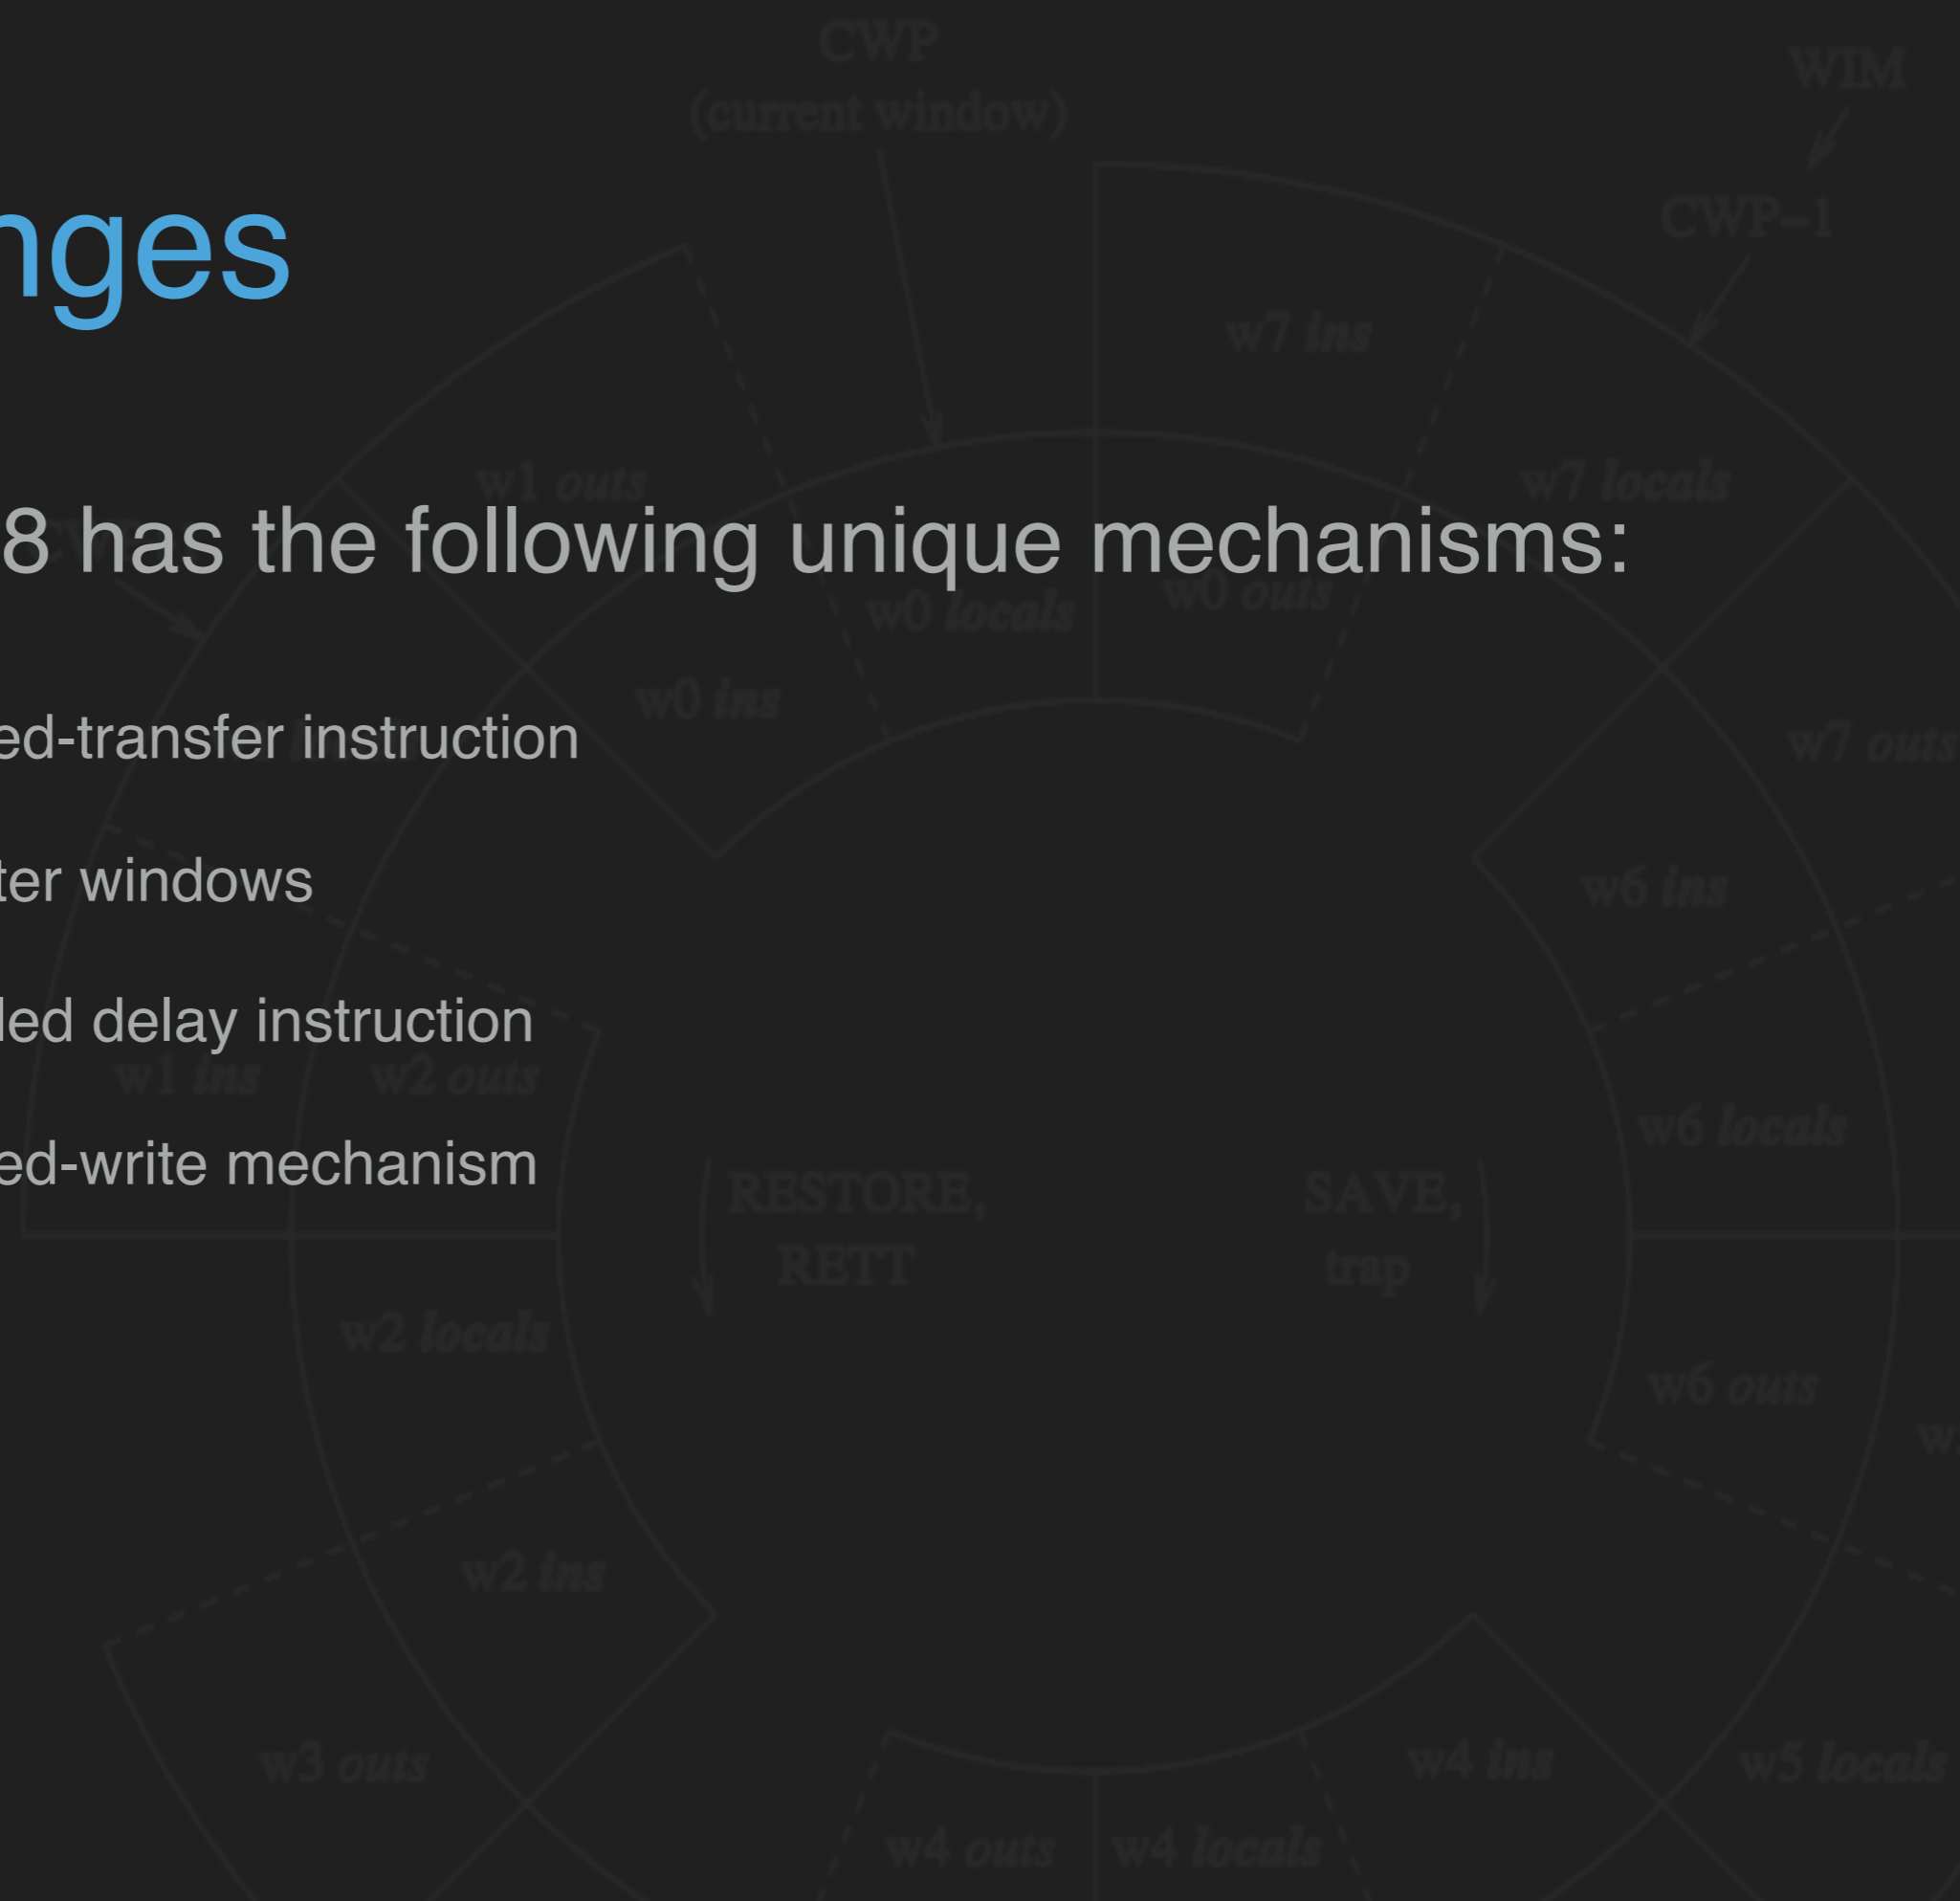 CWP
(current window)
WIM
CWP-1
nges
w7 ins
w1 outs
w7 locals
8 has the following unique mechanisms:
w0 locals
w0 outs
w0 ins
ed-transfer instruction
w7 outs
ter windows
w6 ins
led delay instruction
w1 ins
w2 outs
w6 locals
ed-write mechanism
RESTORE,
RETT
SAVE,
trap
w2 locals
w6 outs
w2 ins
w3 outs
w4 ins
w5 locals
w4 outs
w4 locals